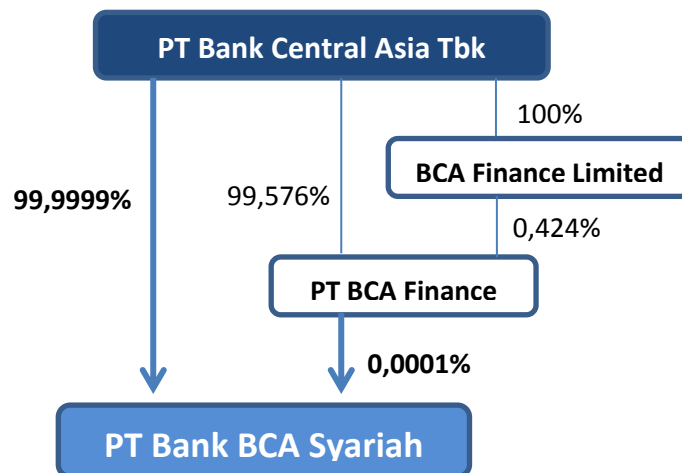 PT Bank Central Asia Tbk
100%
BCA Finance Limited
99,9999%
99,576%
0,424%
PT BCA Finance
0,0001%
PT Bank BCA Syariah